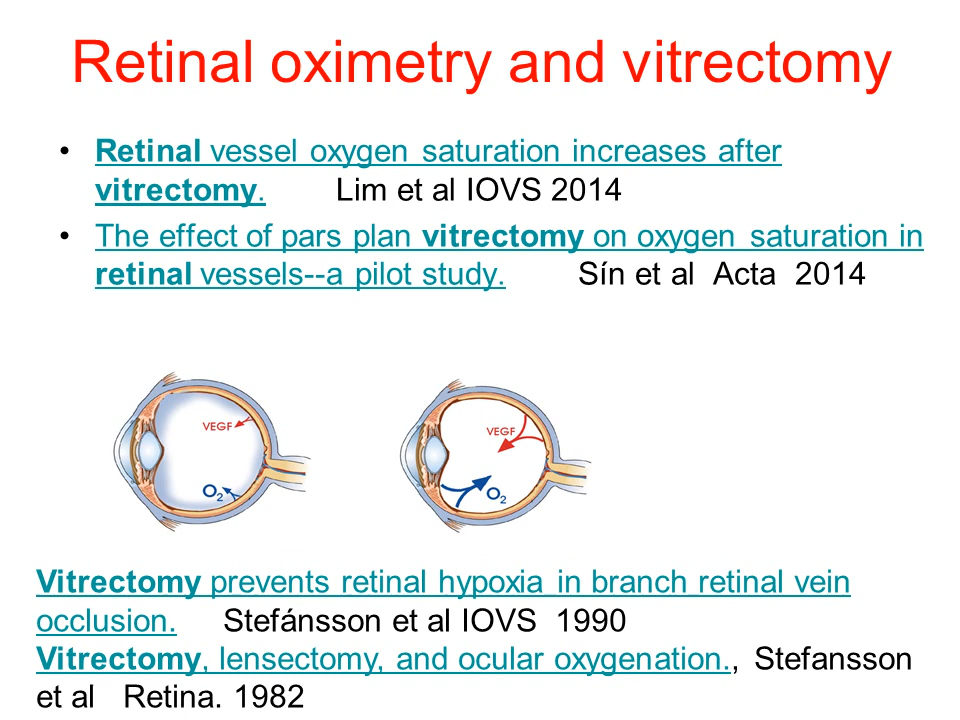 Retinal oximetry and vitrectomy
• Retinal vessel oxygen saturation increases after
vitrectomy. Lim et al IOVS 2014
• The effect of pars plan vitrectomy on oxygen saturation in
retinal vessels--a pilot study. Sín et al Acta 2014
VEGF
O2
VEGF
O2
Vitrectomy prevents retinal hypoxia in branch retinal vein
occlusion. Stefánsson et al IOVS 1990
Vitrectomy, lensectomy, and ocular oxygenation., Stefansson
et al Retina. 1982